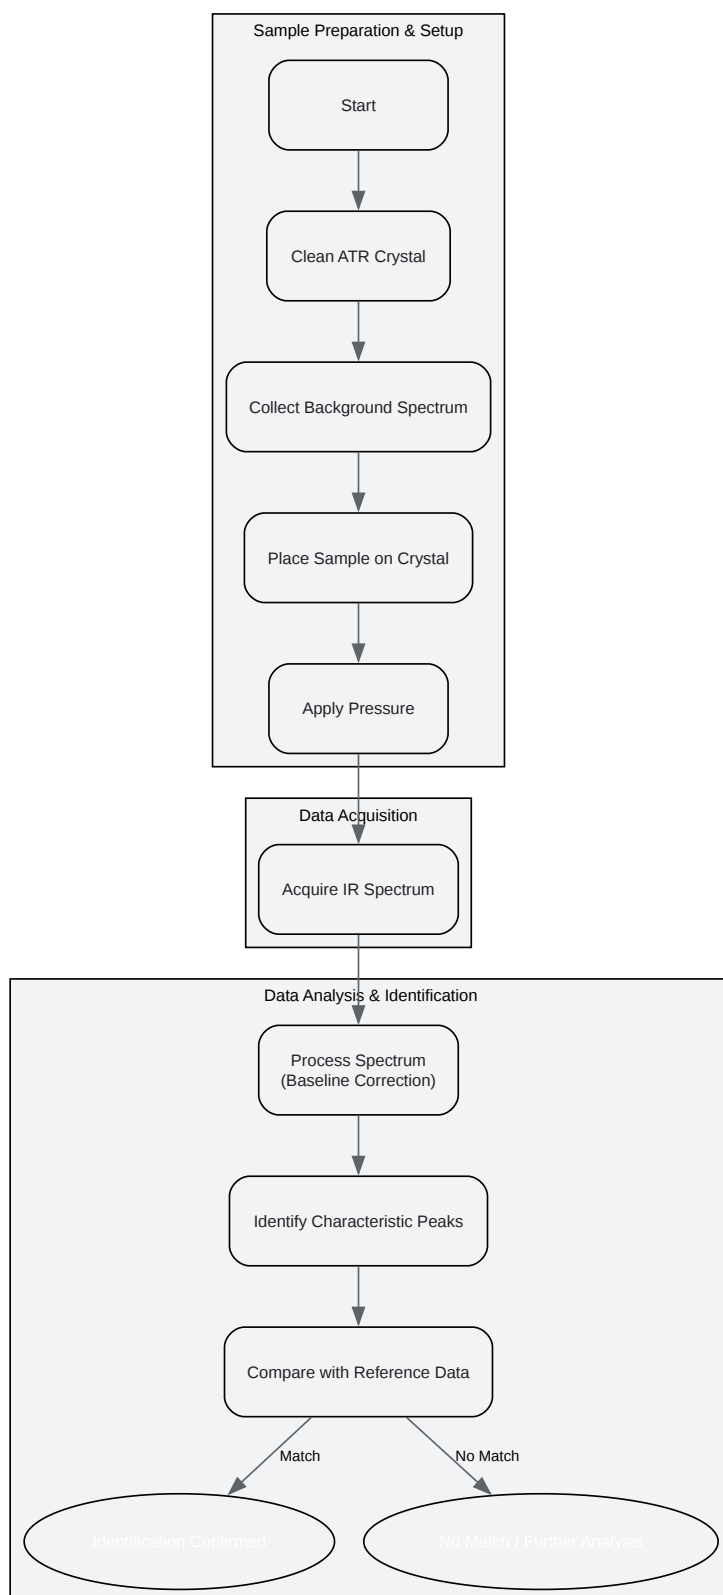 Sample Preparation & Setup
Start
Clean ATR Crystal
Collect Background Spectrum
Place Sample on Crystal
Apply Pressure
Data Acquisition
Acquire IR Spectrum
Data Analysis & Identification
Process Spectrum
(Baseline Correction)
Identify Characteristic Peaks
Compare with Reference Data
Match
No Match
Identification Confirmed
No Match / Further Analysis